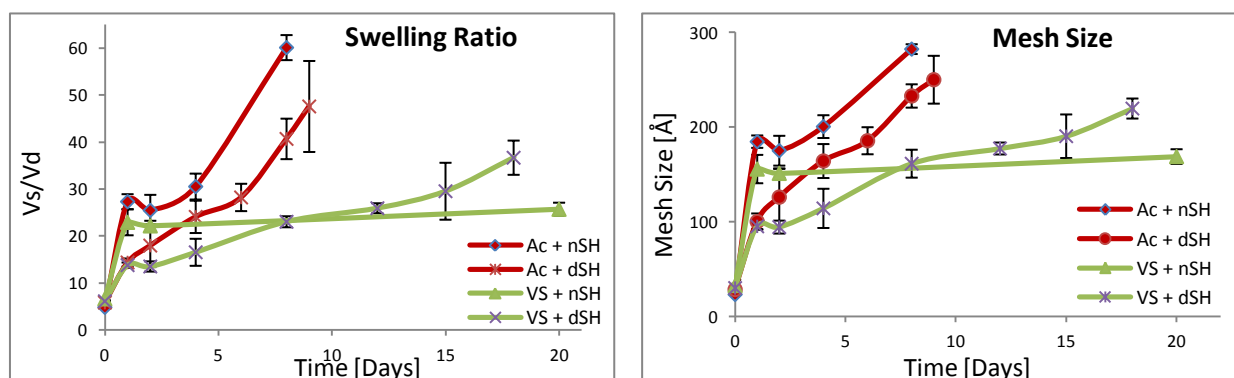 Swelling Ratio
Vs/Vd
60
50
40
30
20
10
0
Ac + nSH
Ac + dSH
VS + nSH
VS + dSH
0 5 10 15 20
Time [Days]
Mesh Size
Mesh Size [Å]
300
200
100
0
Ac + nSH
Ac + dSH
VS + nSH
VS + dSH
0 5 10 15 20
Time [Days]